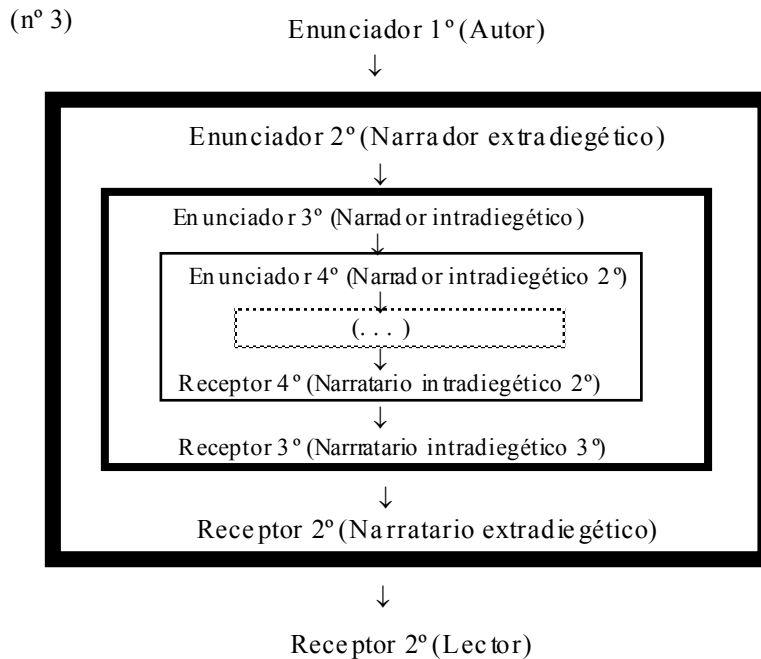 (nº 3)
Enunciador 1º (Autor)
↓
Enunciador 2º (Narrador extradiegético)
↓
Enunciador 3º (Narrador intradiegético)
↓
Enunciador 4º (Narrador intradiegético 2º)
↓
(...)
↓
Receptor 4º (Narratario intradiegético 2º)
↓
Receptor 3º (Narrratario intradiegético 3º)
↓
Receptor 2º (Narratario extradiegético)
↓
Receptor 2º (Lector)